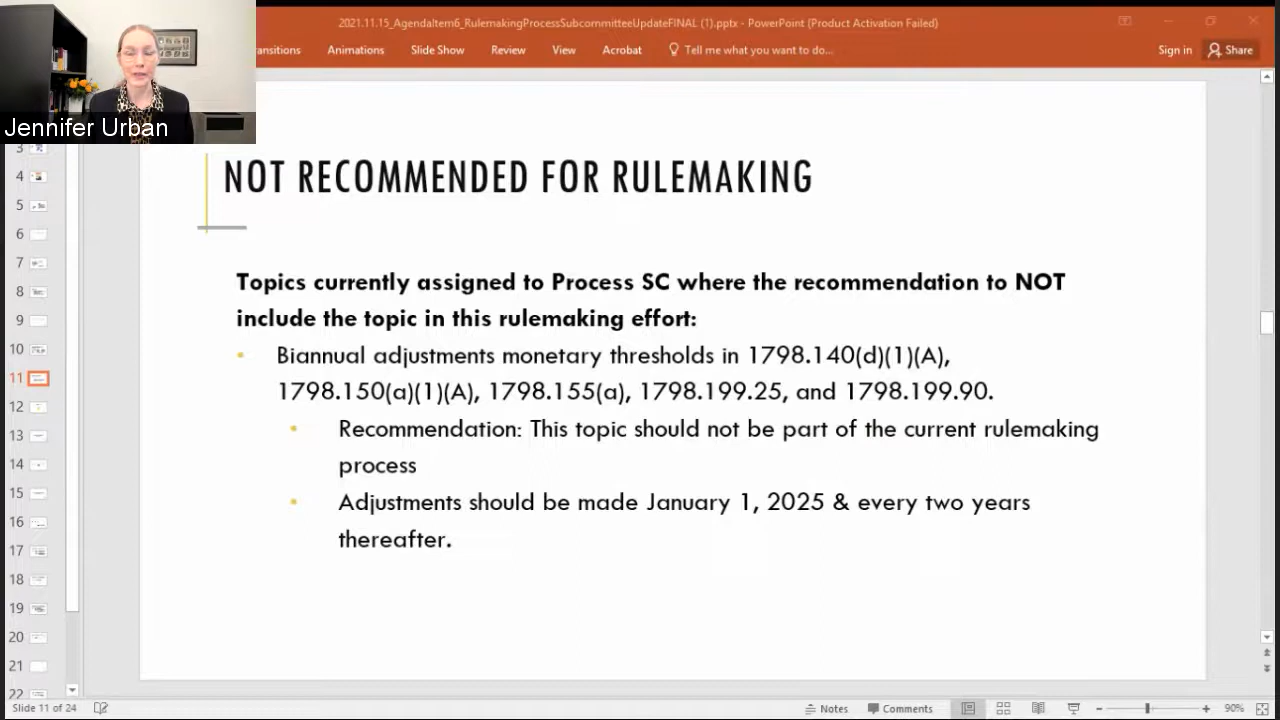 2021.11.15_AgendaItem6_RulemakingProcessSubcommitteeUpdateFINAL (1).pptx - PowerPoint (Product Activation Failed)
ansitions Animations Slide Show Review View Acrobat Tell me what you want to do... Sign in Share
Jennifer Urban
3
4
5
6
7
8
9
10
11
12
13
14
15
16
17
18
19
20
21
22
NOT RECOMMENDED FOR RULEMAKING
Topics currently assigned to Process SC where the recommendation to NOT
include the topic in this rulemaking effort:
• Biannual adjustments monetary thresholds in 1798.140(d)(1)(A),
1798.150(a)(1)(A), 1798.155(a), 1798.199.25, and 1798.199.90.
• Recommendation: This topic should not be part of the current rulemaking
process
• Adjustments should be made January 1, 2025 & every two years
thereafter.
Slide 11 of 24 Notes Comments 90%